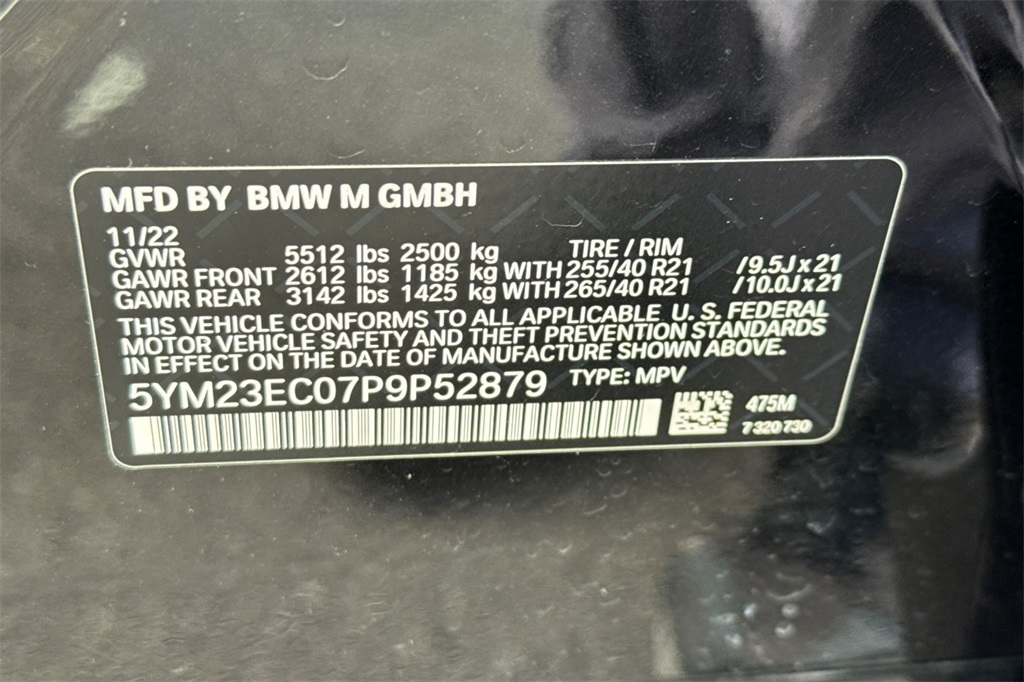 MFD BY BMW M GMBH
11/22 TIRE / RIM
GVWR 5512 lbs 2500 kg
GAWR FRONT 2612 lbs 1185 kg WITH 255/40 R21 /9.5J x 21
GAWR REAR 3142 lbs 1425 kg WITH 265/40 R21 /10.0J x 21
THIS VEHICLE CONFORMS TO ALL APPLICABLE U. S. FEDERAL
MOTOR VEHICLE SAFETY AND THEFT PREVENTION STANDARDS
IN EFFECT ON THE DATE OF MANUFACTURE SHOWN ABOVE.
5YM23EC07P9P52879 TYPE: MPV
475M
7 320 730